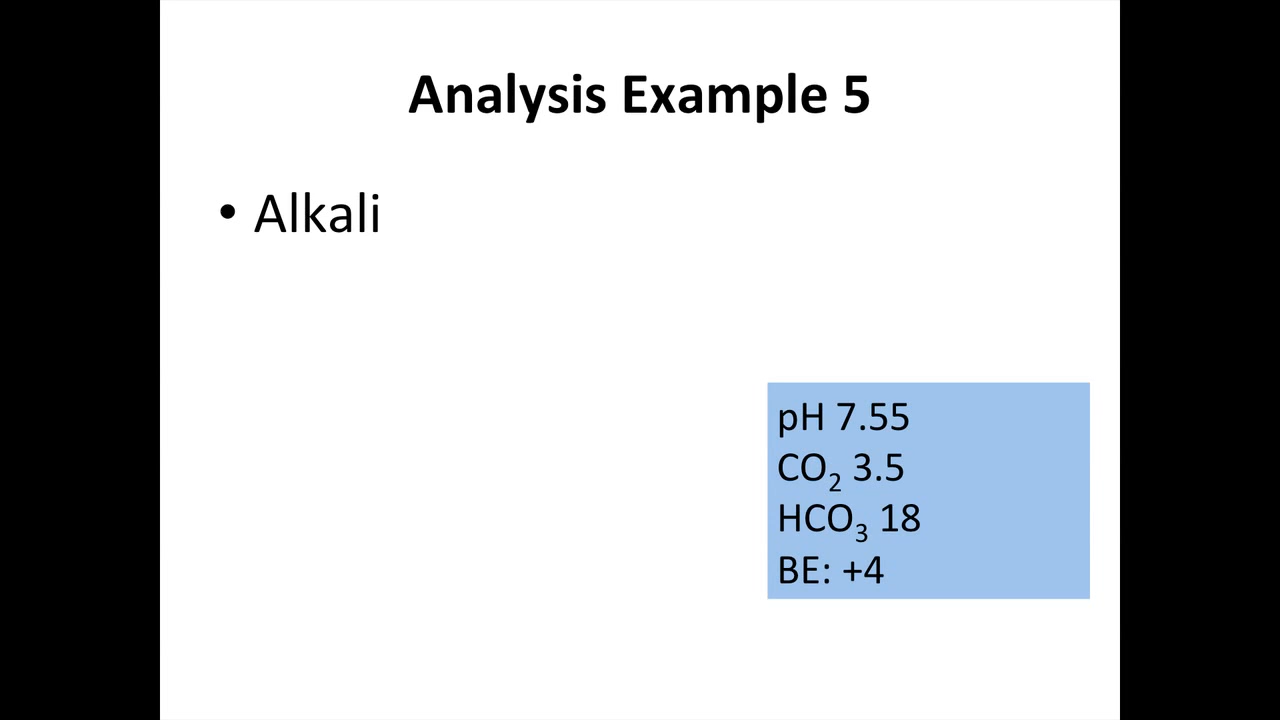 Analysis Example 5
• Alkali
pH 7.55
CO₂ 3.5
HCO₃ 18
BE: +4